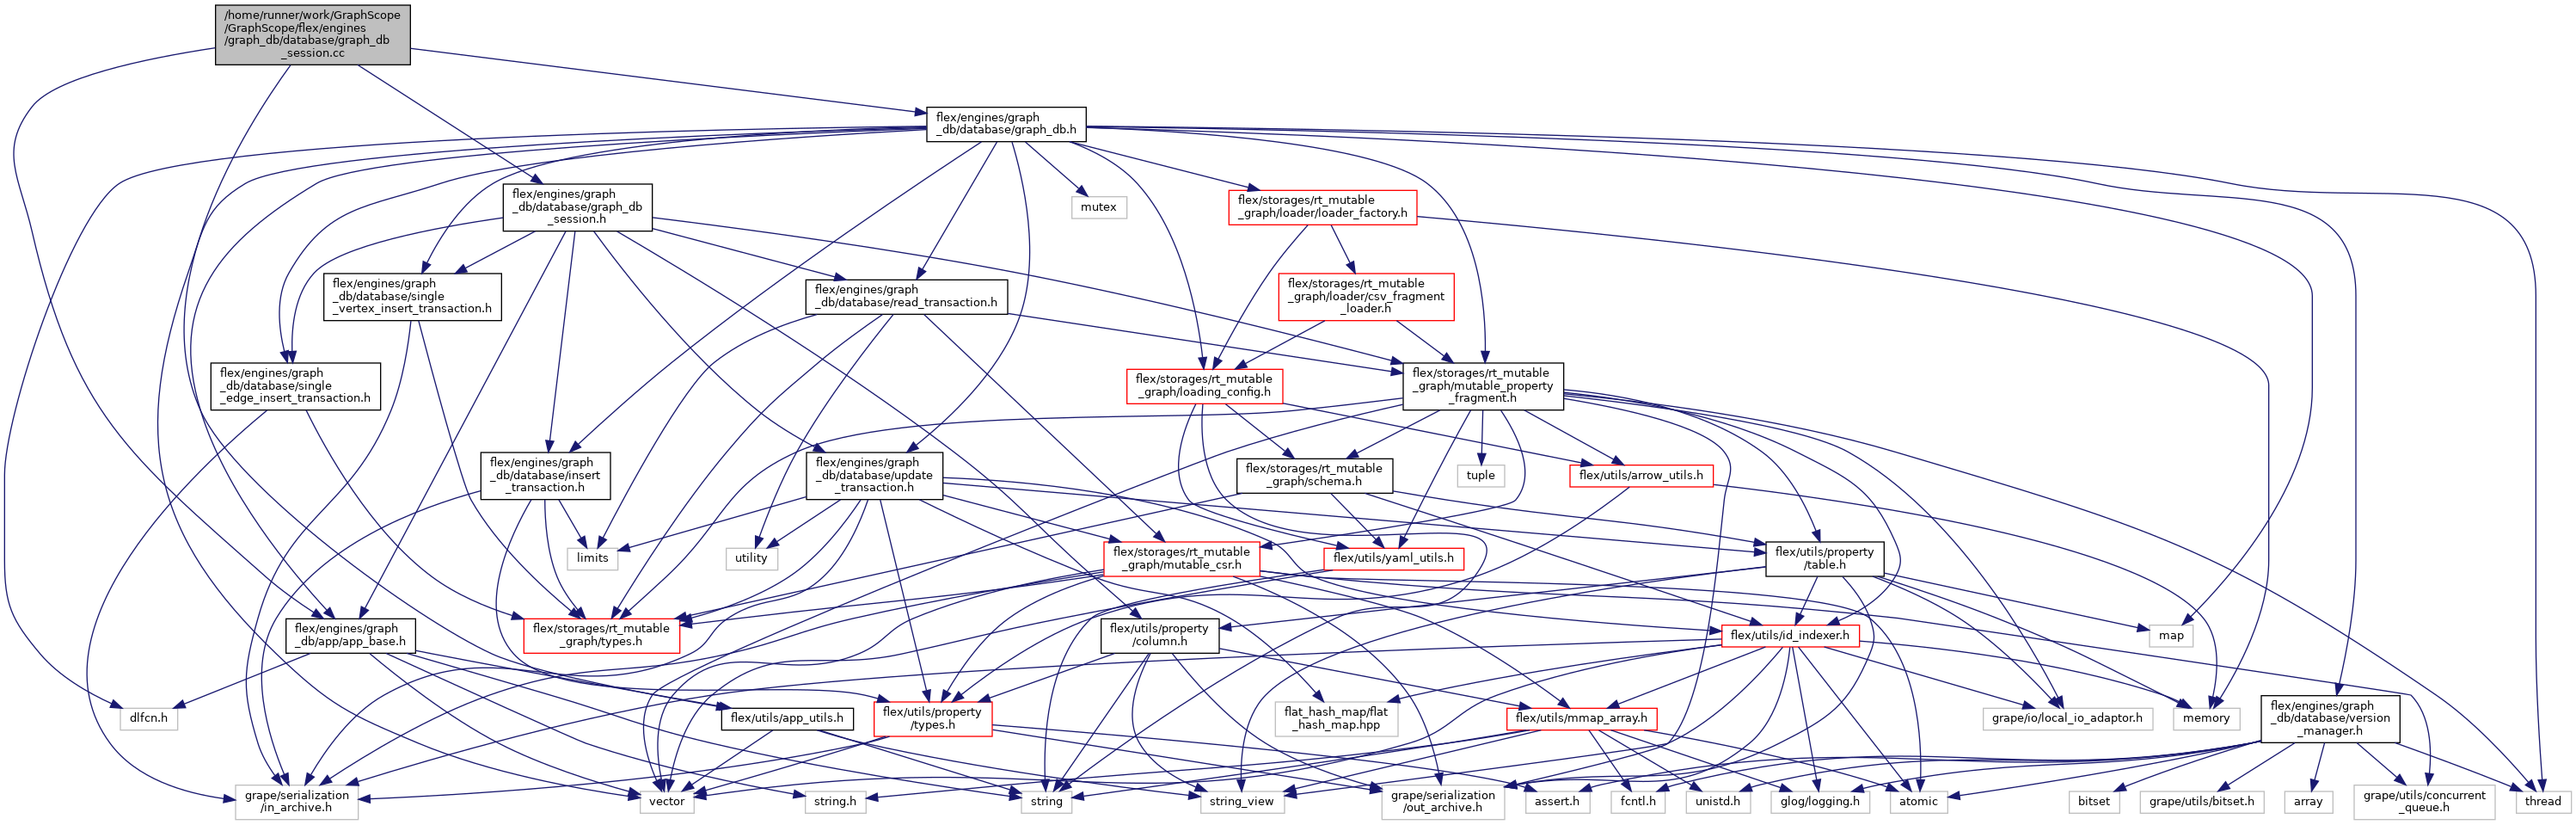 /home/runner/work/GraphScope
/GraphScope/flex/engines
/graph_db/database/graph_db
_session.cc
flex/engines/graph
_db/database/graph_db.h
flex/engines/graph
_db/database/graph_db
_session.h
mutex
flex/storages/rt_mutable
_graph/loader/loader_factory.h
flex/engines/graph
_db/database/single
_vertex_insert_transaction.h
flex/engines/graph
_db/database/read_transaction.h
flex/storages/rt_mutable
_graph/loader/csv_fragment
_loader.h
flex/engines/graph
_db/database/single
_edge_insert_transaction.h
flex/storages/rt_mutable
_graph/loading_config.h
flex/storages/rt_mutable
_graph/mutable_property
_fragment.h
flex/engines/graph
_db/database/insert
_transaction.h
flex/engines/graph
_db/database/update
_transaction.h
flex/storages/rt_mutable
_graph/schema.h
tuple
flex/utils/arrow_utils.h
limits
utility
flex/storages/rt_mutable
_graph/mutable_csr.h
flex/utils/yaml_utils.h
flex/utils/property
/table.h
flex/engines/graph
_db/app/app_base.h
flex/storages/rt_mutable
_graph/types.h
flex/utils/property
/column.h
flex/utils/id_indexer.h
map
dlfcn.h
flex/utils/app_utils.h
flex/utils/property
/types.h
flat_hash_map/flat
_hash_map.hpp
flex/utils/mmap_array.h
grape/io/local_io_adaptor.h
memory
flex/engines/graph
_db/database/version
_manager.h
grape/serialization
/in_archive.h
vector
string.h
string
string_view
grape/serialization
/out_archive.h
assert.h
fcntl.h
unistd.h
glog/logging.h
atomic
bitset
grape/utils/bitset.h
array
grape/utils/concurrent
_queue.h
thread